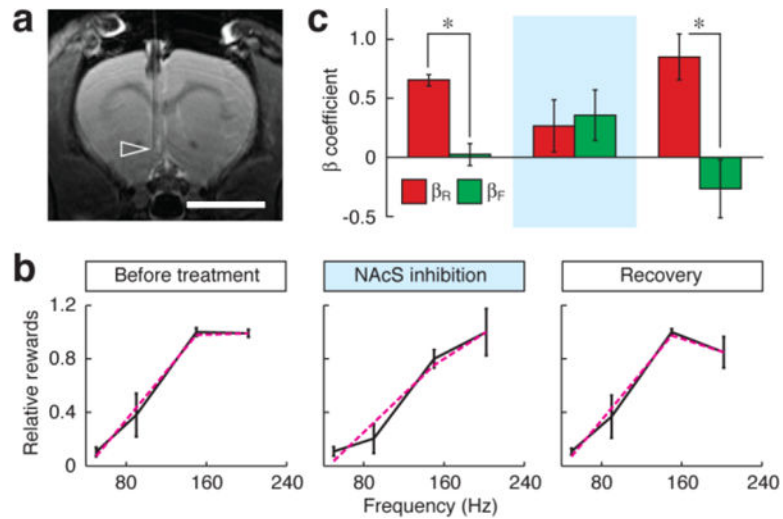 a
c
*
*
1.0
0.5
0
-0.5
β coefficient
βR
βF
b
Before treatment
NAcS inhibition
Recovery
1.2
0.8
0.4
0
Relative rewards
80
160
240
80
160
240
80
160
240
Frequency (Hz)